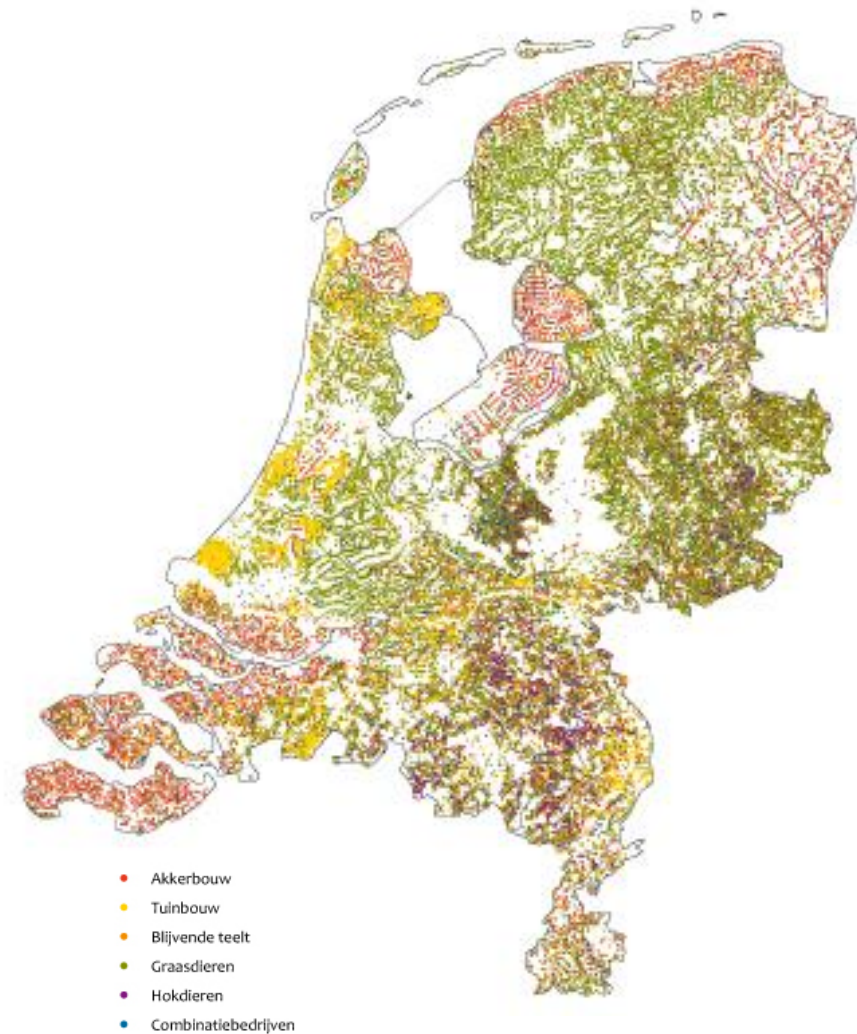 Akkerbouw
Tuinbouw
Blijvende teelt
Graasdieren
Hokdieren
Combinatiebedrijven